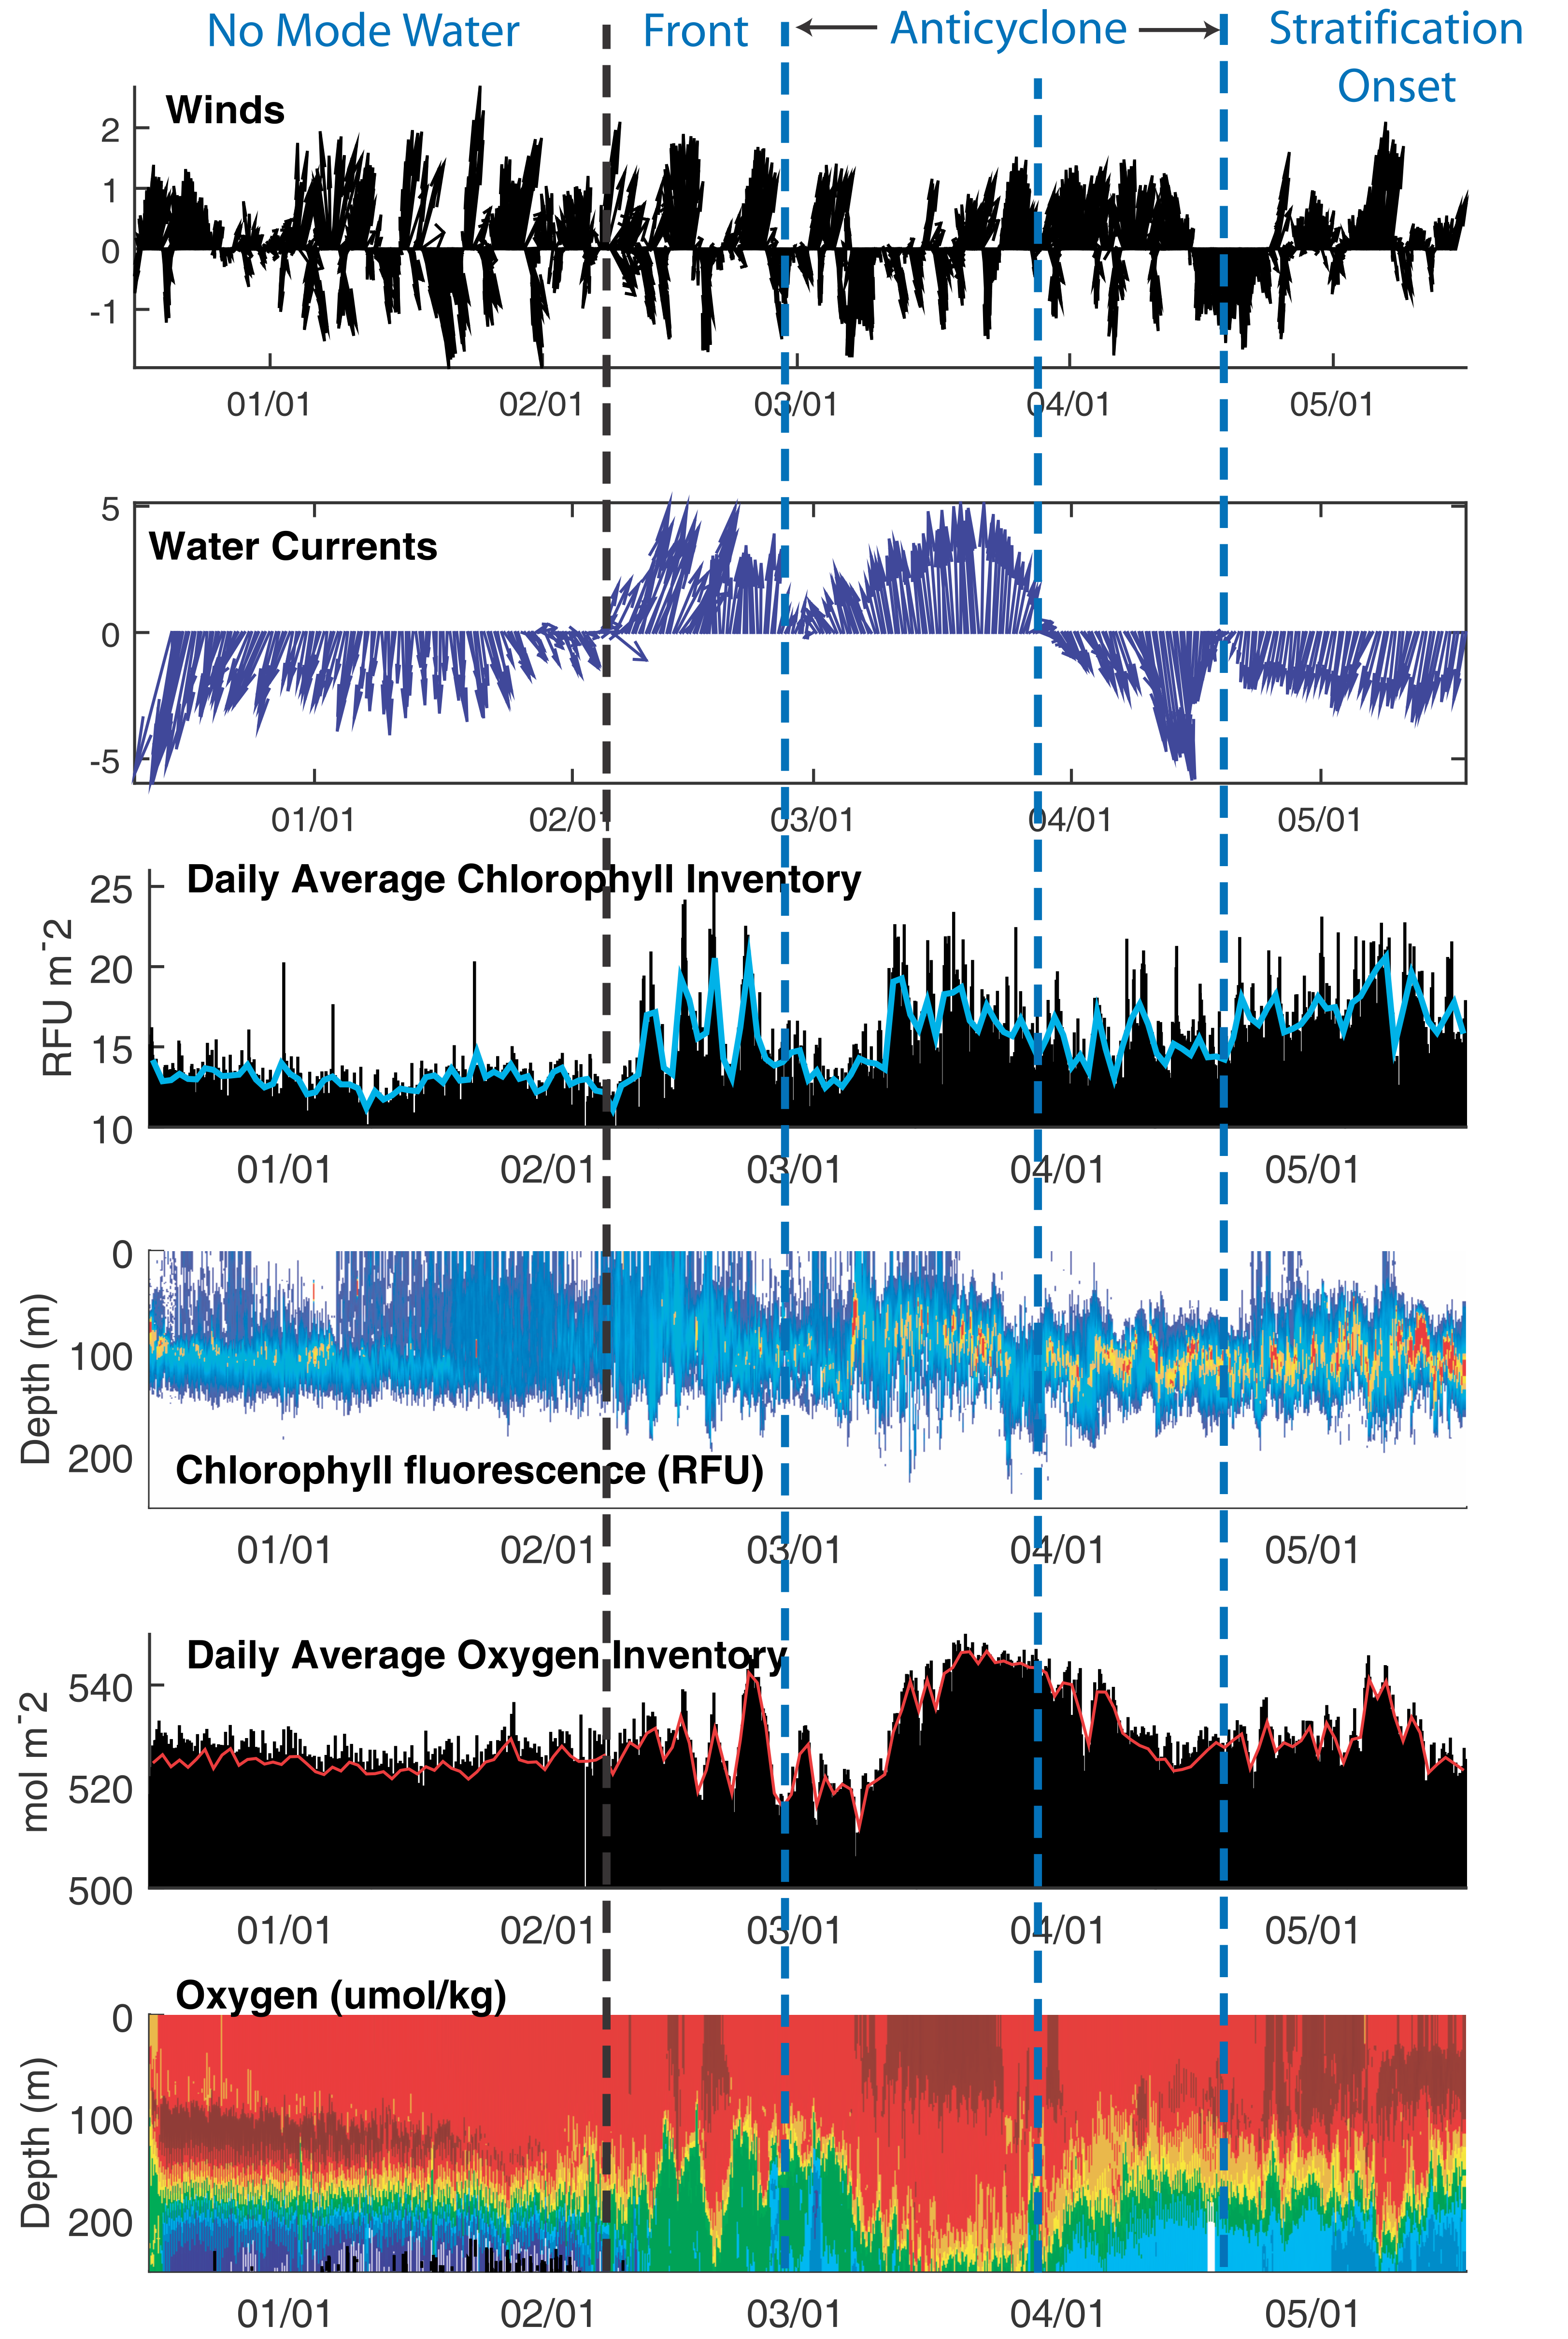 No Mode Water Front Anticyclone Stratification
Onset
Winds
2
1
0
-1
01/01 02/01 03/01 04/01 05/01
5
Water Currents
0
-5
01/01 02/01 03/01 04/01 05/01
Daily Average Chlorophyll Inventory
RFU m-2
25
20
15
10
01/01 02/01 03/01 04/01 05/01
Depth (m)
0
100
200
Chlorophyll fluorescence (RFU)
01/01 02/01 03/01 04/01 05/01
Daily Average Oxygen Inventory
mol m-2
540
520
500
01/01 02/01 03/01 04/01 05/01
Oxygen (umol/kg)
Depth (m)
0
100
200
01/01 02/01 03/01 04/01 05/01